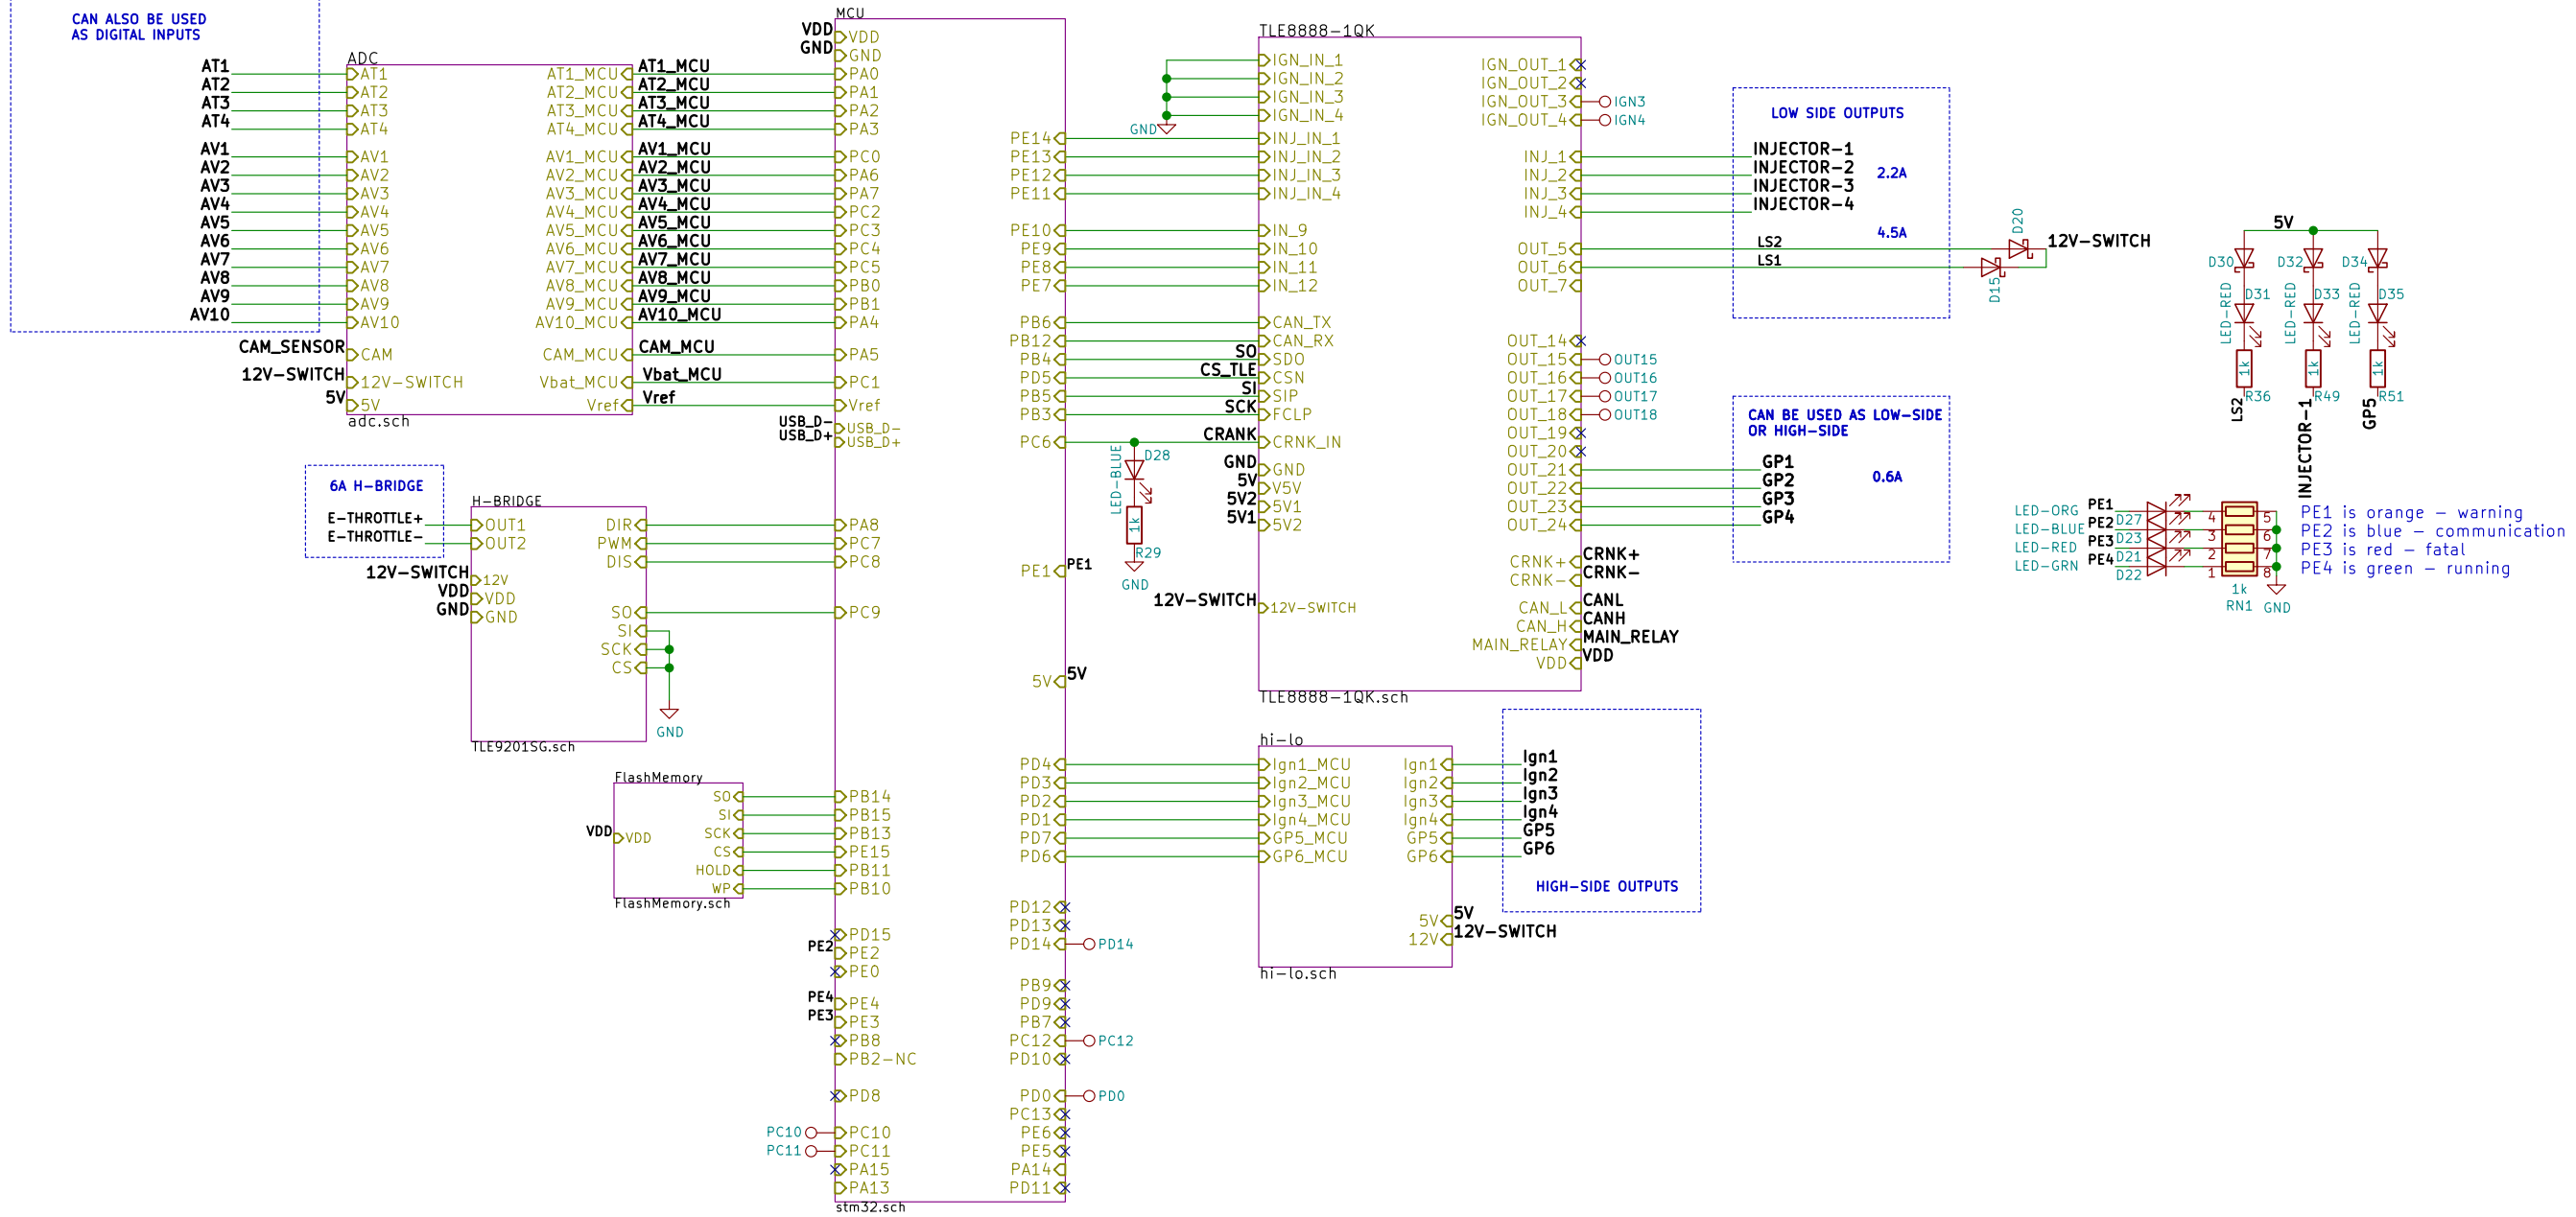 CAN ALSO BE USED
AS DIGITAL INPUTS
AT1
AT2
AT3
AT4
AV1
AV2
AV3
AV4
AV5
AV6
AV7
AV8
AV9
AV10
CAM_SENSOR
12V-SWITCH
5V
ADC
AT1 AT1_MCU
AT2 AT2_MCU
AT3 AT3_MCU
AT4 AT4_MCU
AV1 AV1_MCU
AV2 AV2_MCU
AV3 AV3_MCU
AV4 AV4_MCU
AV5 AV5_MCU
AV6 AV6_MCU
AV7 AV7_MCU
AV8 AV8_MCU
AV9 AV9_MCU
AV10 AV10_MCU
CAM CAM_MCU
12V-SWITCH Vbat_MCU
5V Vref
adc.sch
AT1_MCU
AT2_MCU
AT3_MCU
AT4_MCU
AV1_MCU
AV2_MCU
AV3_MCU
AV4_MCU
AV5_MCU
AV6_MCU
AV7_MCU
AV8_MCU
AV9_MCU
AV10_MCU
CAM_MCU
Vbat_MCU
Vref
USB_D-
USB_D+
6A H-BRIDGE
E-THROTTLE+
E-THROTTLE-
12V-SWITCH
VDD
GND
H-BRIDGE
OUT1 DIR
OUT2 PWM
DIS
12V
VDD
GND
SO
SI
SCK
CS
TLE9201SG.sch
GND
FlashMemory
VDD
VDD
SO
SI
SCK
CS
HOLD
WP
FlashMemory.sch
MCU
VDD
GND
VDD
GND
PA0
PA1
PA2
PA3
PC0
PA6
PA7
PC2
PC3
PC4
PC5
PB0
PB1
PA4
PA5
PC1
Vref
USB_D-
USB_D+
PA8
PC7
PC8
PC9
PB14
PB15
PB13
PE15
PB11
PB10
PD15
PE2 PE2
PE0
PE4 PE4
PE3 PE3
PB8
PB2-NC
PD8
PC10 PC10
PC11 PC11
PA15
PA13
stm32.sch
PE14
PE13
PE12
PE11
PE10
PE9
PE8
PE7
PB6
PB12
PB4
PD5
PB5
PB3
PC6
PE1 PE1
5V 5V
PD4
PD3
PD2
PD1
PD7
PD6
PD12
PD13
PD14 PD14
PB9
PD9
PB7
PC12 PC12
PD10
PD0 PD0
PC13
PE6
PE5
PA14
PD11
GND
SO
CS_TLE
SI
SCK
CRANK
GND
5V
5V2
5V1
12V-SWITCH
LED-BLUE
D28
1k
R29
GND
TLE8888-1QK
IGN_IN_1
IGN_IN_2
IGN_IN_3
IGN_IN_4
INJ_IN_1
INJ_IN_2
INJ_IN_3
INJ_IN_4
IN_9
IN_10
IN_11
IN_12
CAN_TX
CAN_RX
SDO
CSN
SIP
FCLP
CRNK_IN
GND
V5V
5V1
5V2
12V-SWITCH
TLE8888-1QK.sch
IGN_OUT_1
IGN_OUT_2
IGN_OUT_3 IGN3
IGN_OUT_4 IGN4
INJ_1
INJ_2
INJ_3
INJ_4
OUT_5
OUT_6
OUT_7
OUT_14
OUT_15 OUT15
OUT_16 OUT16
OUT_17 OUT17
OUT_18 OUT18
OUT_19
OUT_20
OUT_21
OUT_22
OUT_23
OUT_24
CRNK+ CRNK+
CRNK- CRNK-
CAN_L CANL
CAN_H CANH
MAIN_RELAY MAIN_RELAY
VDD VDD
LOW SIDE OUTPUTS
INJECTOR-1
INJECTOR-2
INJECTOR-3
INJECTOR-4
2.2A
4.5A
LS2
LS1
D20
D15
12V-SWITCH
CAN BE USED AS LOW-SIDE
OR HIGH-SIDE
GP1
GP2
GP3
GP4
0.6A
hi-lo
Ign1_MCU Ign1
Ign2_MCU Ign2
Ign3_MCU Ign3
Ign4_MCU Ign4
GP5_MCU GP5
GP6_MCU GP6
5V
12V
hi-lo.sch
Ign1
Ign2
Ign3
Ign4
GP5
GP6
HIGH-SIDE OUTPUTS
5V
12V-SWITCH
5V
D30 D32 D34
LED-RED D31 LED-RED D33 LED-RED D35
1k 1k 1k
R36 R49 R51
LS2
INJECTOR-1
GP5
LED-ORG PE1
D27
LED-BLUE PE2
D23
LED-RED PE3
D21
LED-GRN PE4
D22
4 5
3 6
2 7
1 8
1k
RN1
GND
PE1 is orange - warning
PE2 is blue - communication
PE3 is red - fatal
PE4 is green - running